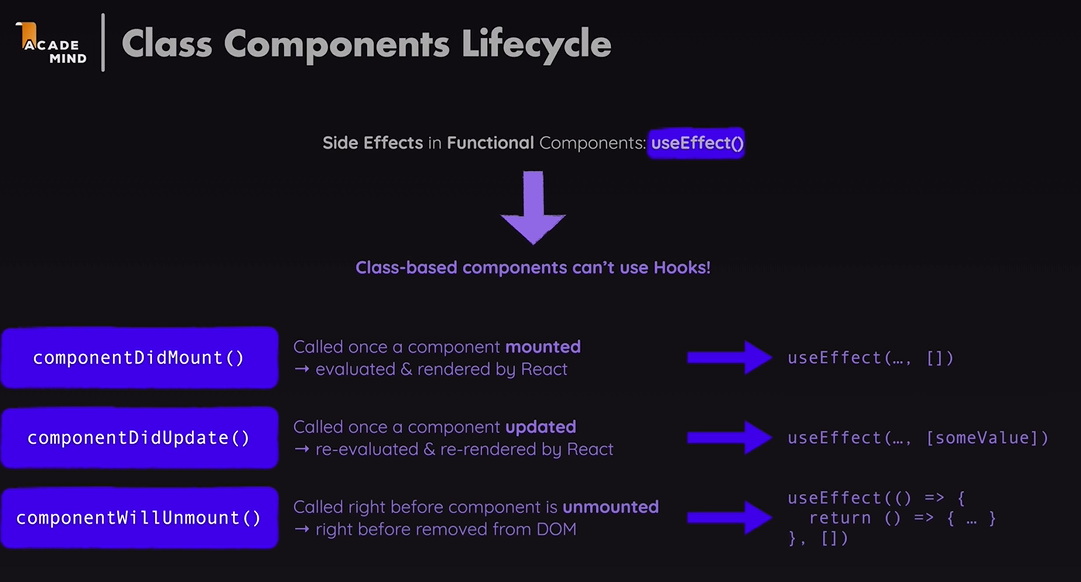 ACADE
MIND
Class Components Lifecycle
Side Effects in Functional Components: useEffect()
Class-based components can’t use Hooks!
componentDidMount()
Called once a component mounted
→ evaluated & rendered by React
useEffect(…, [])
componentDidUpdate()
Called once a component updated
→ re-evaluated & re-rendered by React
useEffect(…, [someValue])
componentWillUnmount()
Called right before component is unmounted
→ right before removed from DOM
useEffect(() => {
return () => { … }
}, [])